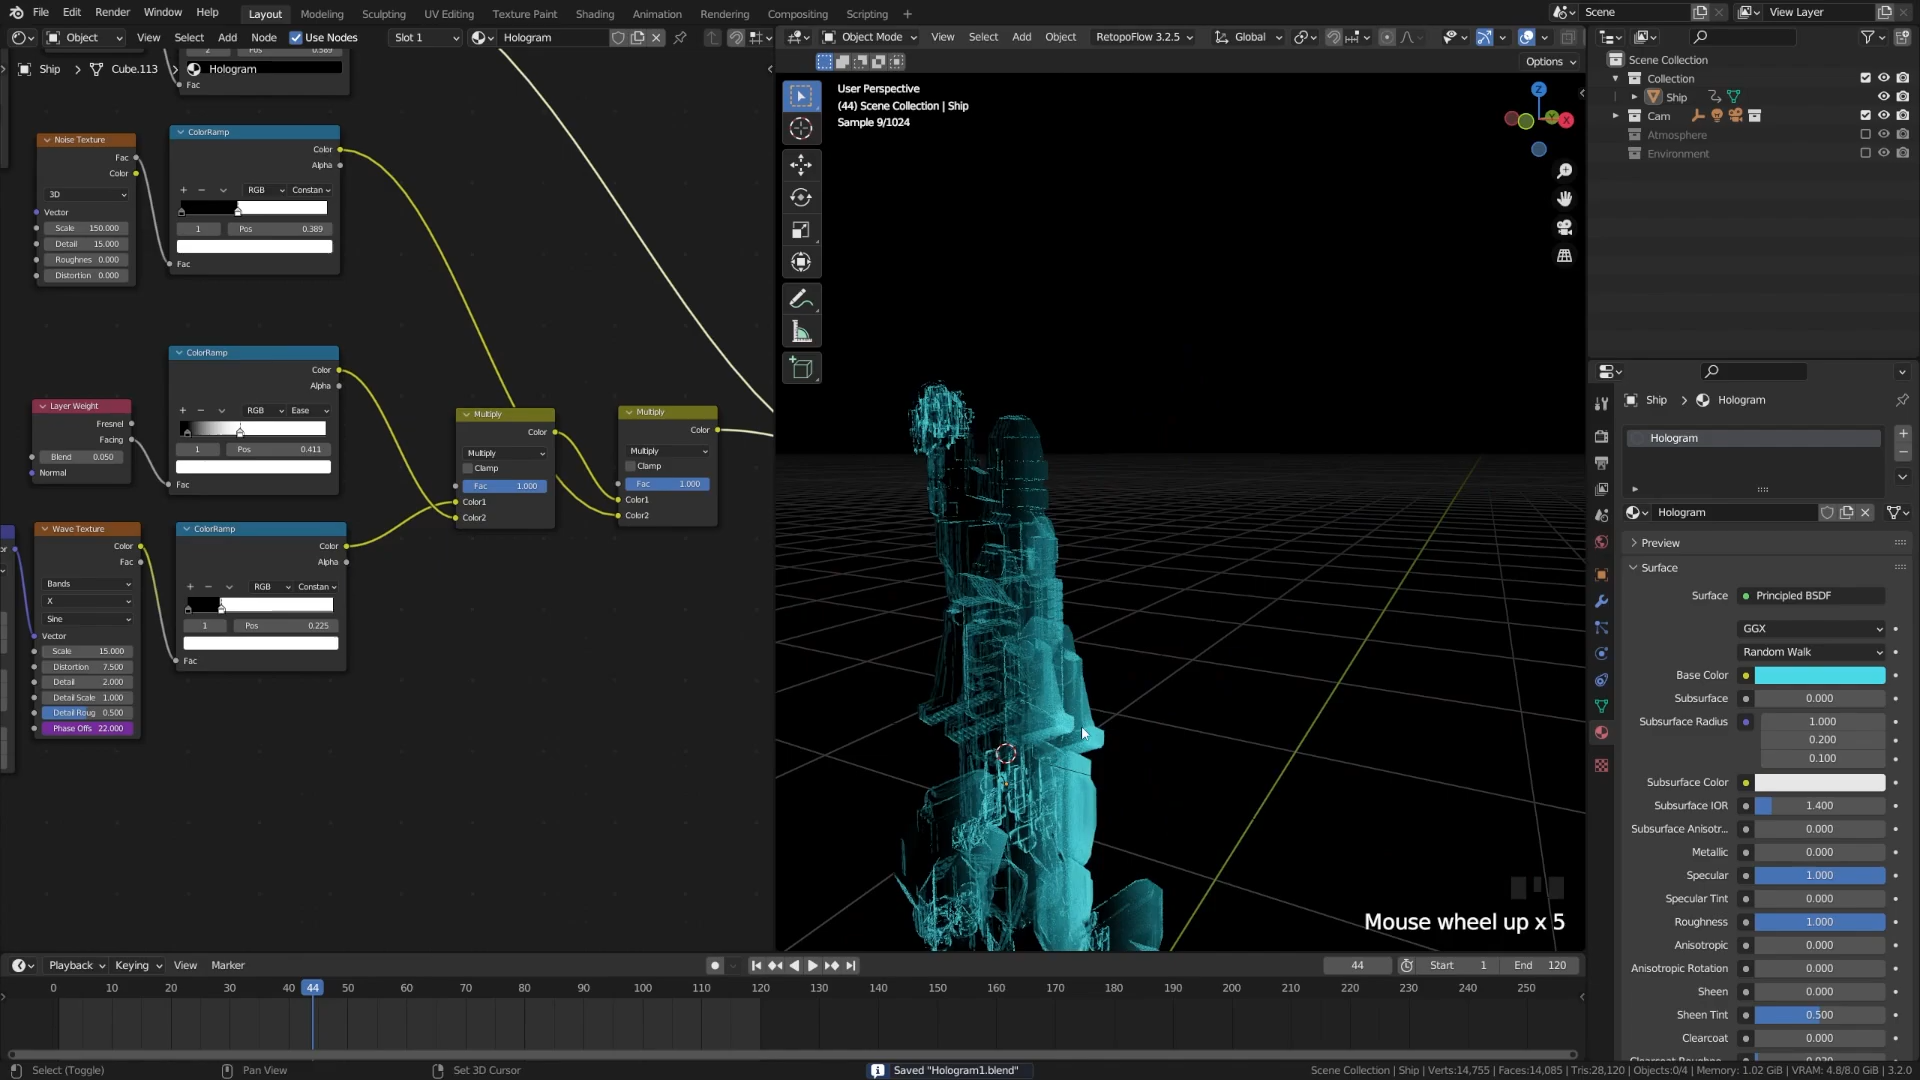 File Edit Render Window Help Layout Modeling Sculpting UV Editing Texture Paint Shading Animation Rendering Compositing Scripting + Scene View Layer
Object View Select Add Node Use Nodes Slot 1 Hologram
Object Mode View Select Add Object RetopoFlow 3.2.5 Global
Options
Ship > Cube.113 > Hologram
Fac
Noise Texture
Fac
Color
3D
Vector
Scale 150.000
Detail 15.000
Roughnes 0.000
Distortion 0.000
ColorRamp
Color
Alpha
RGB Constan
1 Pos 0.389
Fac
ColorRamp
Color
Alpha
RGB Ease
1 Pos 0.411
Fac
Layer Weight
Fresnel
Facing
Blend 0.050
Normal
Wave Texture
Color
Fac
Bands
X
Sine
Vector
Scale 15.000
Distortion 7.500
Detail 2.000
Detail Scale 1.000
Detail Roug 0.500
Phase Offs 22.000
ColorRamp
Color
Alpha
RGB Constan
1 Pos 0.225
Fac
Multiply
Color
Multiply
Clamp
Fac 1.000
Color1
Color2
Multiply
Color
Multiply
Clamp
Fac 1.000
Color1
Color2
User Perspective
(44) Scene Collection | Ship
Sample 9/1024
Z
X
Mouse wheel up x 5
Scene Collection
Collection
Ship
Cam
Atmosphere
Environment
Ship > Hologram
Hologram
Hologram
Preview
Surface
Surface Principled BSDF
GGX
Random Walk
Base Color
Subsurface 0.000
Subsurface Radius 1.000
0.200
0.100
Subsurface Color
Subsurface IOR 1.400
Subsurface Anisotr... 0.000
Metallic 0.000
Specular 1.000
Specular Tint 0.000
Roughness 1.000
Anisotropic 0.000
Anisotropic Rotation 0.000
Sheen 0.000
Sheen Tint 0.500
Clearcoat 0.000
Playback Keying View Marker 44 Start 1 End 120
0 10 20 30 40 44 50 60 70 80 90 100 110 120 130 140 150 160 170 180 190 200 210 220 230 240 250
Select (Toggle) Pan View Set 3D Cursor Saved "Hologram1.blend" Scene Collection | Ship | Verts:14,755 | Faces:14,085 | Tris:28,120 | Objects:0/4 | Memory: 1.02 GiB | VRAM: 4.8/8.0 GiB | 3.2.0